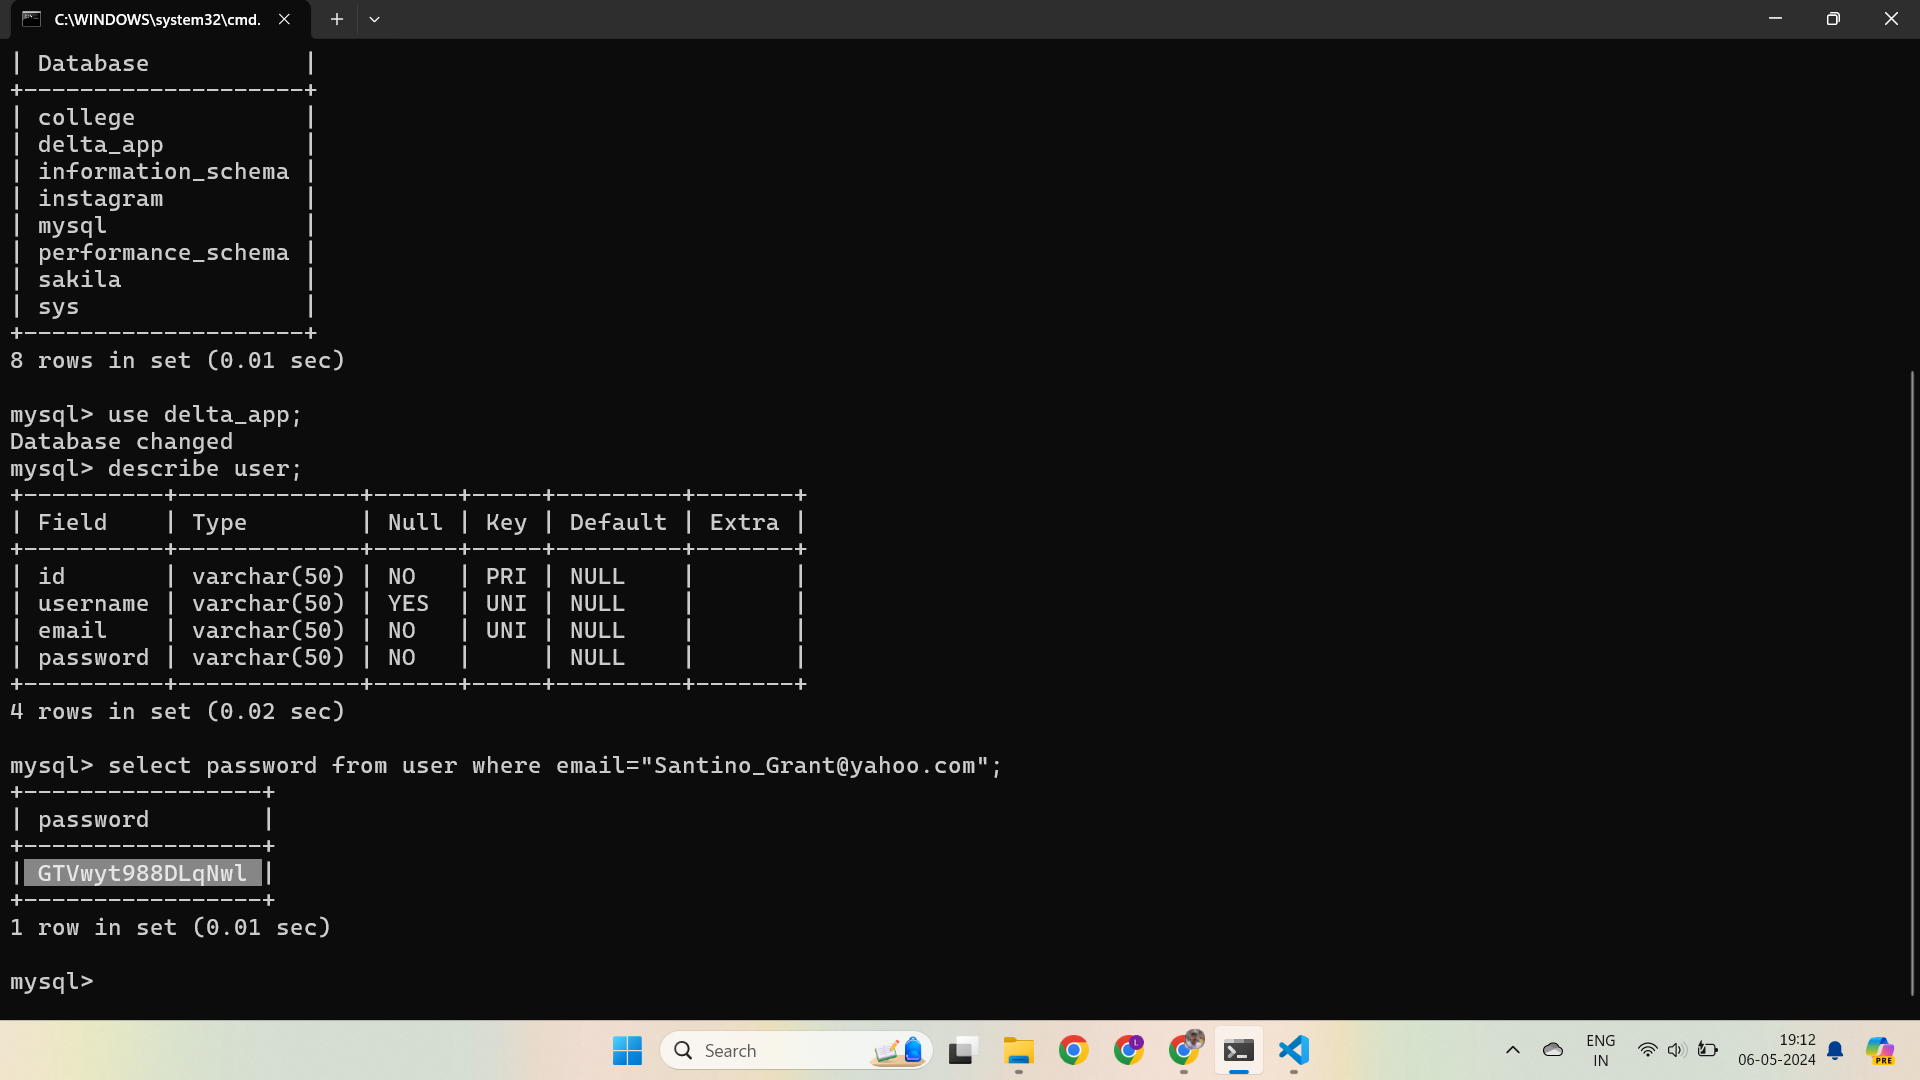 C:\WINDOWS\system32\cmd.
| Database           |
+--------------------+
| college            |
| delta_app          |
| information_schema |
| instagram          |
| mysql              |
| performance_schema |
| sakila             |
| sys                |
+--------------------+
8 rows in set (0.01 sec)
mysql> use delta_app;
Database changed
mysql> describe user;
+----------+-------------+------+-----+---------+-------+
| Field    | Type        | Null | Key | Default | Extra |
+----------+-------------+------+-----+---------+-------+
| id       | varchar(50) | NO   | PRI | NULL    |       |
| username | varchar(50) | YES  | UNI | NULL    |       |
| email    | varchar(50) | NO   | UNI | NULL    |       |
| password | varchar(50) | NO   |     | NULL    |       |
+----------+-------------+------+-----+---------+-------+
4 rows in set (0.02 sec)
mysql> select password from user where email="Santino_Grant@yahoo.com";
+-----------------+
| password        |
+-----------------+
| GTVwyt988DLqNwl |
+-----------------+
1 row in set (0.01 sec)
mysql>
Search
L
ENG
IN
19:12
06-05-2024
PRE